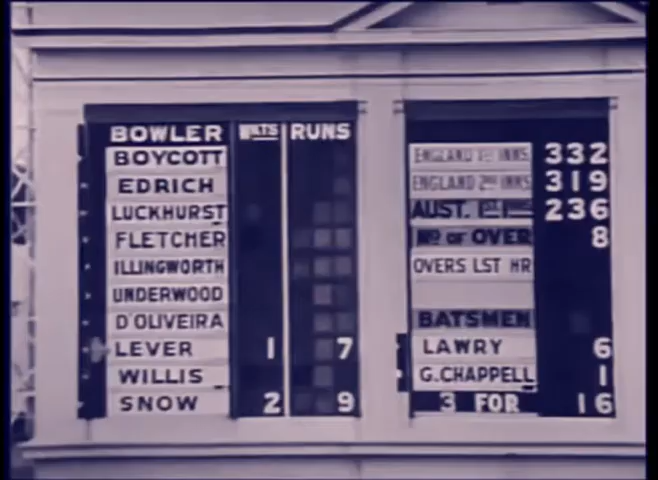 BOWLER WKTS RUNS
BOYCOTT
EDRICH
LUCKHURST
FLETCHER
ILLINGWORTH
UNDERWOOD
D'OLIVEIRA
LEVER 1 7
WILLIS
SNOW 2 9
ENGLAND 1ST INNS 332
ENGLAND 2ND INNS 319
AUST. 1ST INNS 236
NO OF OVER 8
OVERS LST HR
BATSMEN
LAWRY 6
G.CHAPPELL 1
3 FOR 16